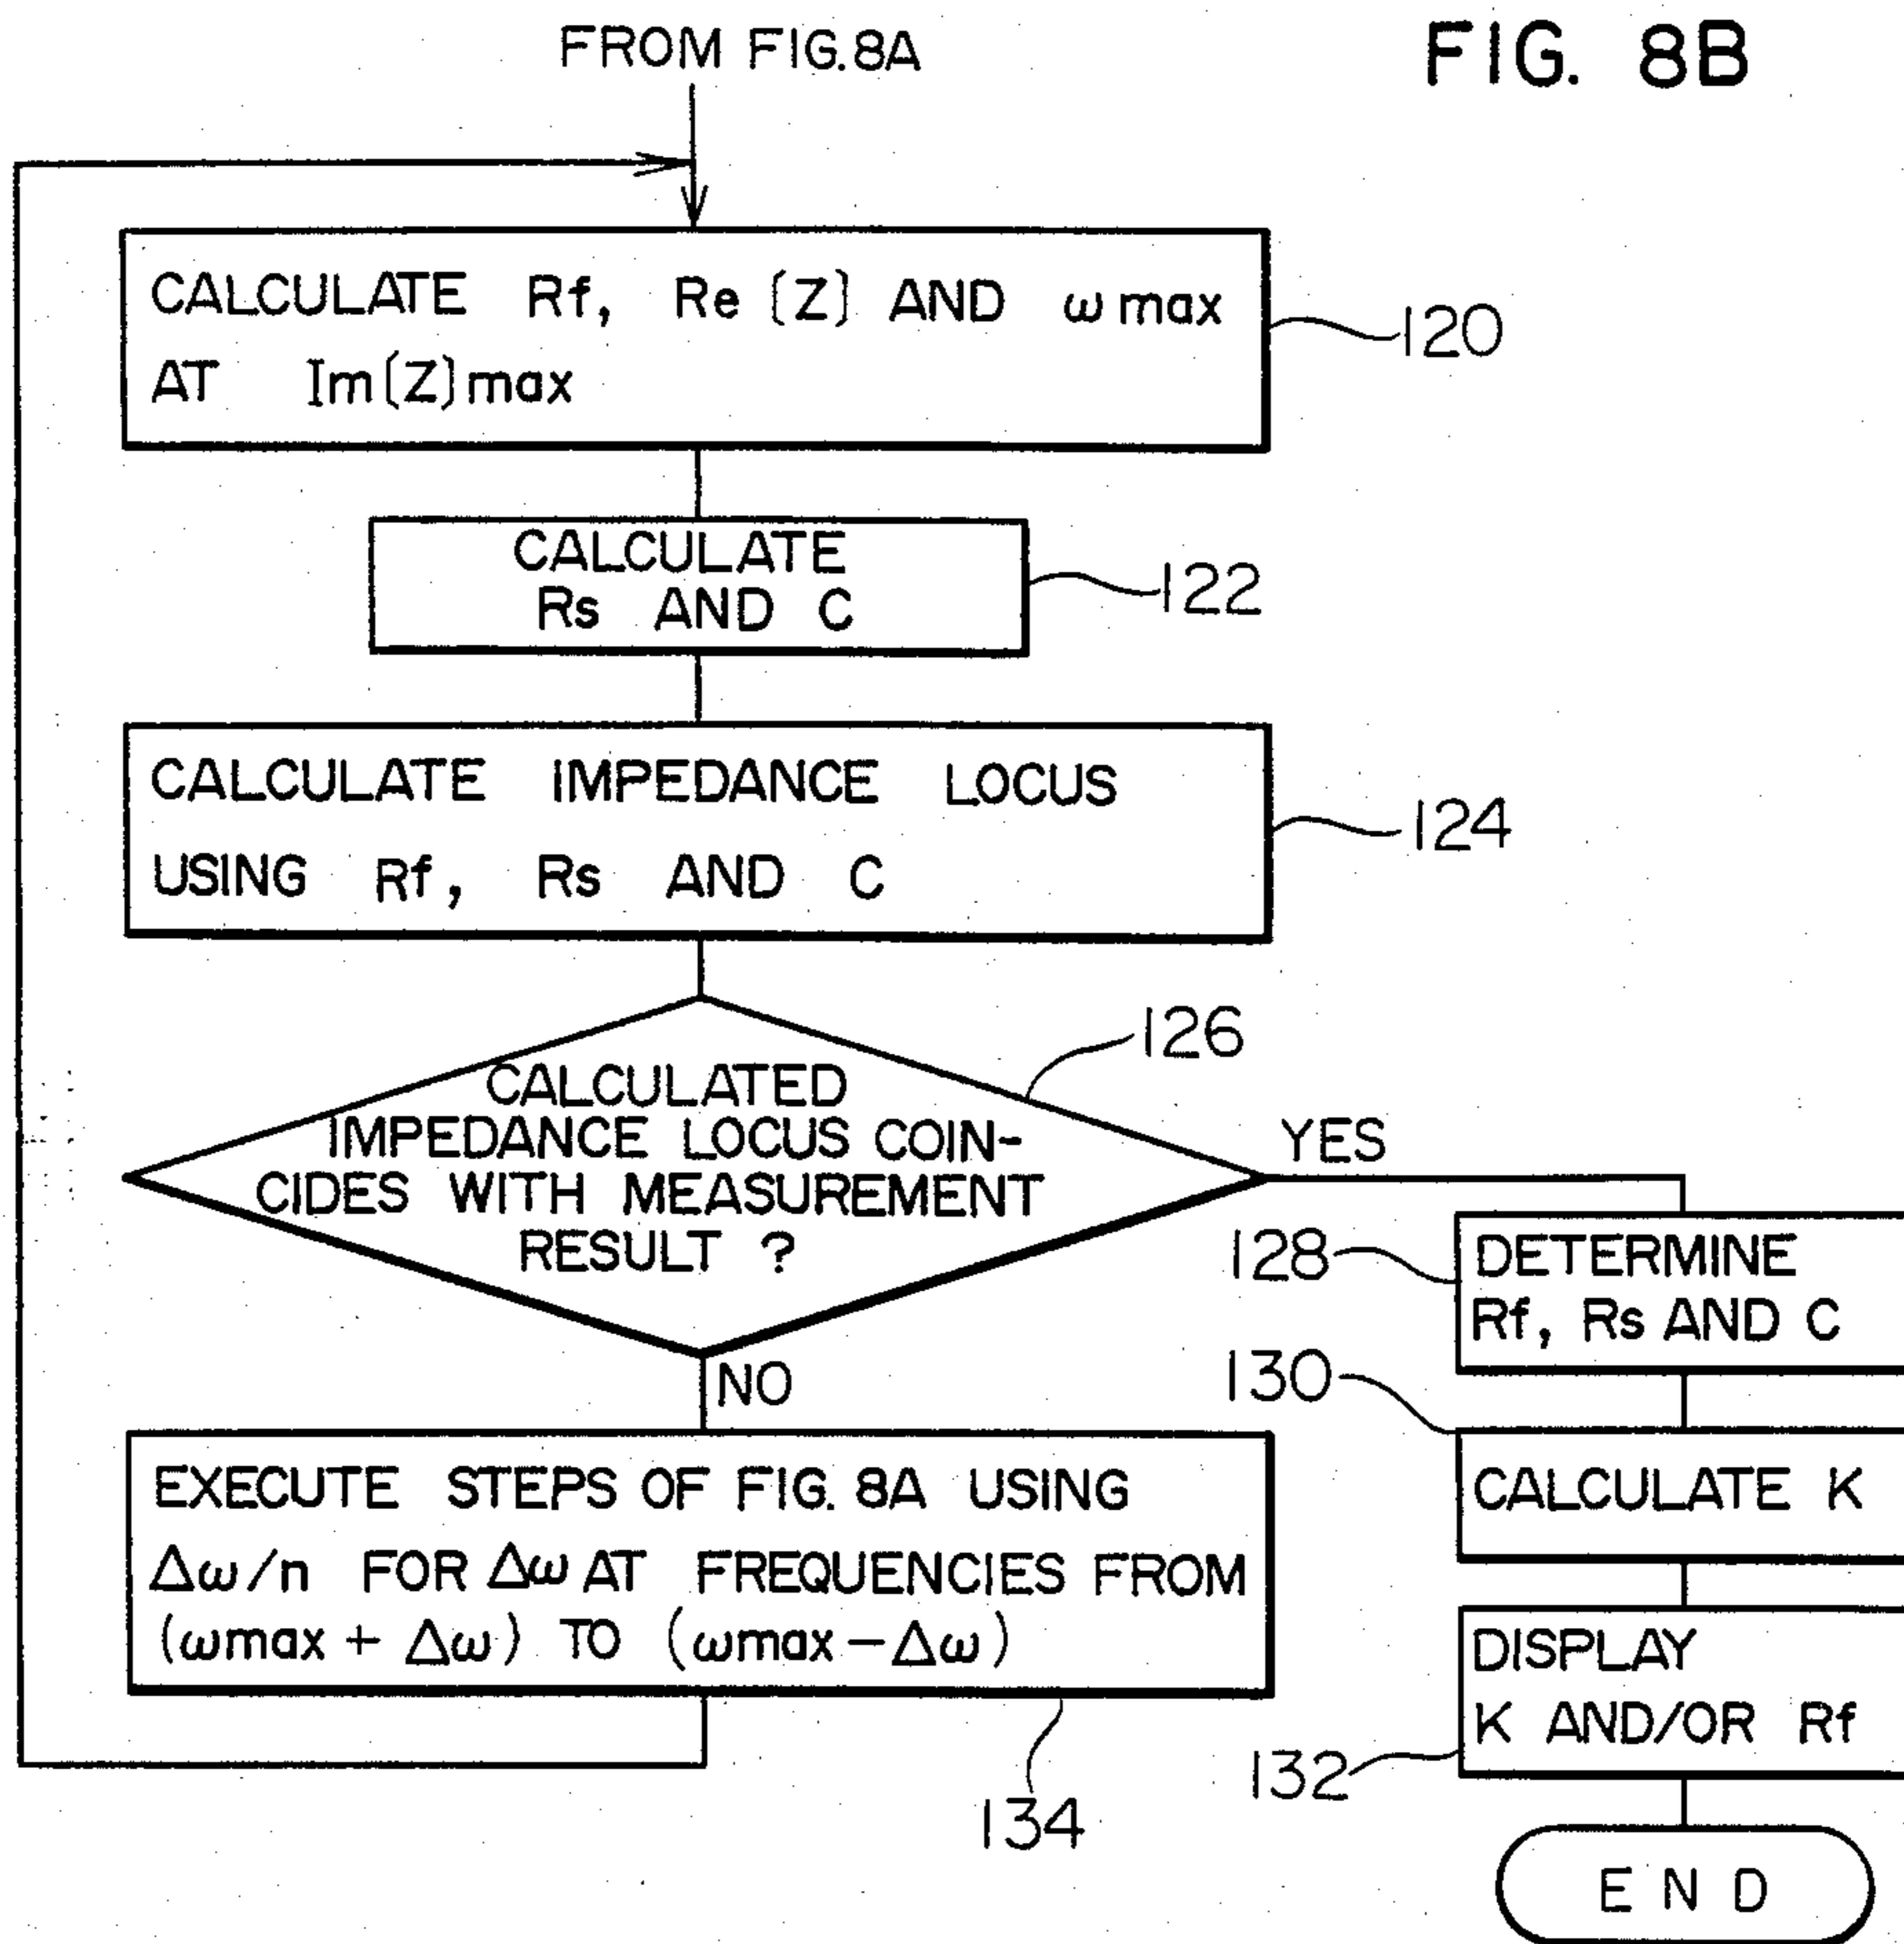 FROM FIG.8A
FIG. 8B
CALCULATE Rf, Re [Z] AND ωmax
AT Im[Z]max
120
CALCULATE
Rs AND C
122
CALCULATE IMPEDANCE LOCUS
USING Rf, Rs AND C
124
126
CALCULATED
IMPEDANCE LOCUS COIN-
CIDES WITH MEASUREMENT
RESULT ?
YES
NO
128
DETERMINE
Rf, Rs AND C
130
CALCULATE K
EXECUTE STEPS OF FIG. 8A USING
Δω/n FOR Δω AT FREQUENCIES FROM
(ωmax + Δω) TO (ωmax - Δω)
134
DISPLAY
K AND/OR Rf
132
END